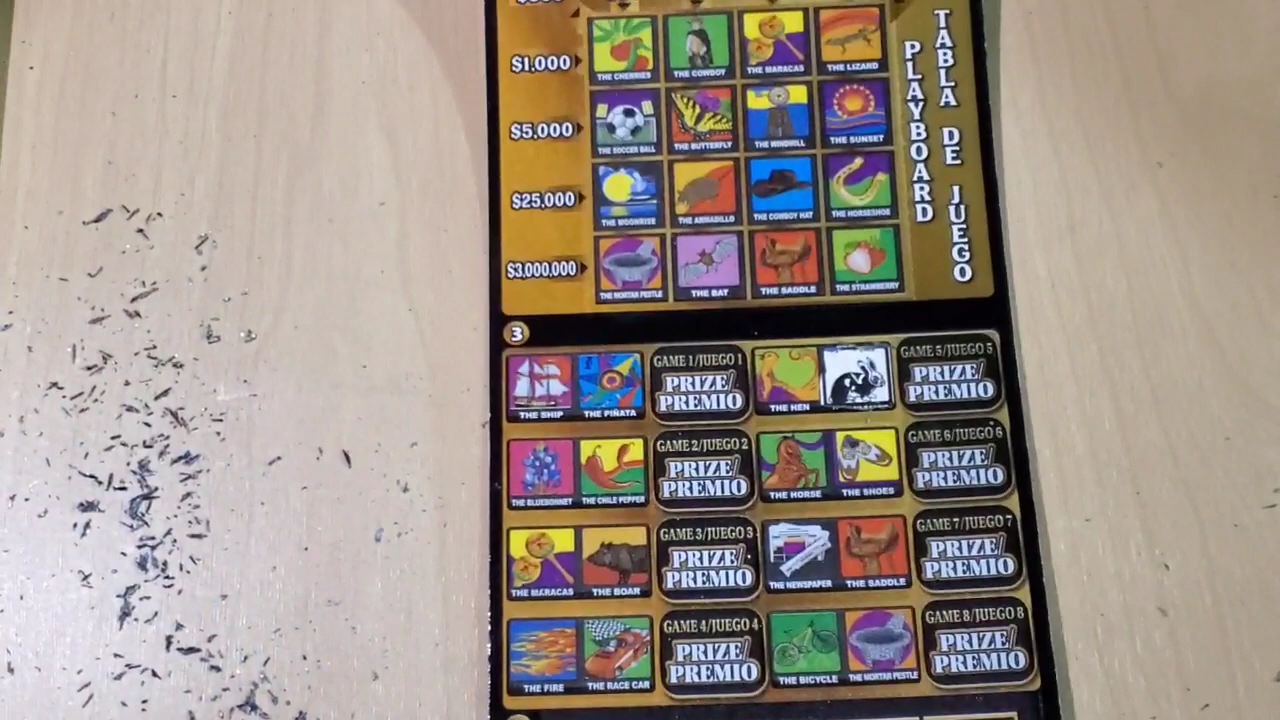 $1,000
THE CHERRIES THE COWBOY THE MARACAS THE LIZARD
$5,000
THE SOCCER BALL THE BUTTERFLY THE WINDMILL THE SUNSET
$25,000
THE MOONRISE THE ARMADILLO THE COWBOY HAT THE HORSESHOE
$3,000,000
THE MORTAR PESTLE THE BAT THE SADDLE THE STRAWBERRY
TABLA DE JUEGO
PLAYBOARD
3
GAME 1/JUEGO 1
PRIZE/
PREMIO
THE SHIP THE PIÑATA
GAME 5/JUEGO 5
PRIZE/
PREMIO
THE HEN
GAME 2/JUEGO 2
PRIZE/
PREMIO
THE BLUEBONNET THE CHILE PEPPER
GAME 6/JUEGO 6
PRIZE/
PREMIO
THE HORSE THE SHOES
GAME 3/JUEGO 3
PRIZE/
PREMIO
THE MARACAS THE BOAR
GAME 7/JUEGO 7
PRIZE/
PREMIO
THE NEWSPAPER THE SADDLE
GAME 4/JUEGO 4
PRIZE/
PREMIO
THE FIRE THE RACE CAR
GAME 8/JUEGO 8
PRIZE/
PREMIO
THE BICYCLE THE MORTAR PESTLE